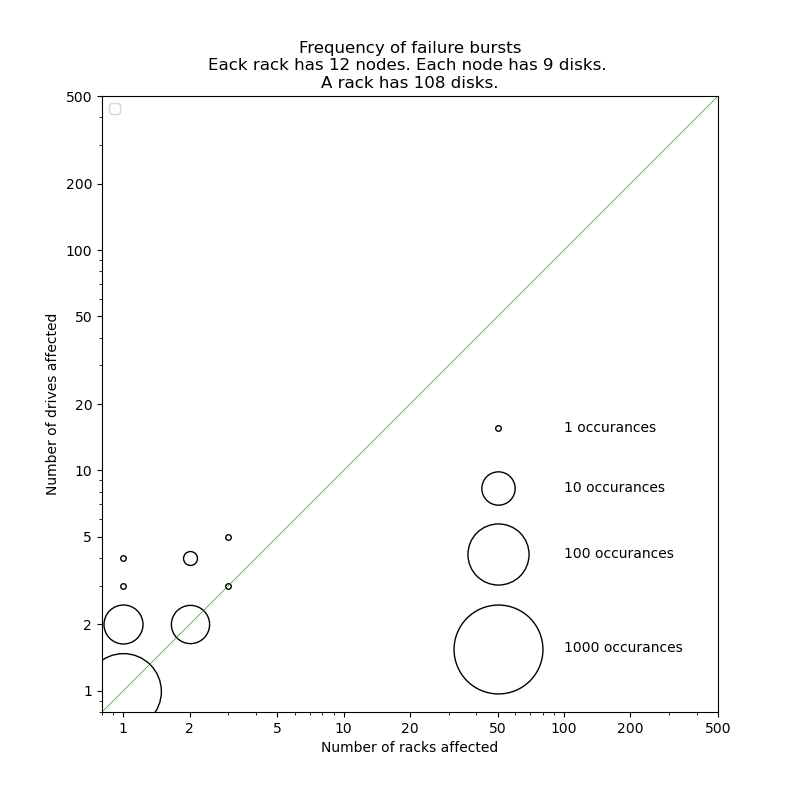 Frequency of failure bursts
Eack rack has 12 nodes. Each node has 9 disks.
A rack has 108 disks.
500
200
100
50
20
10
5
2
1
Number of drives affected
1 occurances
10 occurances
100 occurances
1000 occurances
1
2
5
10
20
50
100
200
500
Number of racks affected